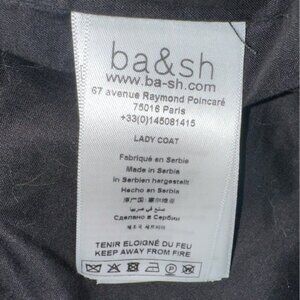 ba&sh
www.ba-sh.com
67 avenue Raymond Poincaré
75016 Paris
+33(0)145081415
LADY COAT
Fabriqué en Serbie
Made in Serbia
in Serbien hergestellt
Hecho en Serbia
Сделано в Сербии
TENIR ELOIGNÉ DU FEU
KEEP AWAY FROM FIRE